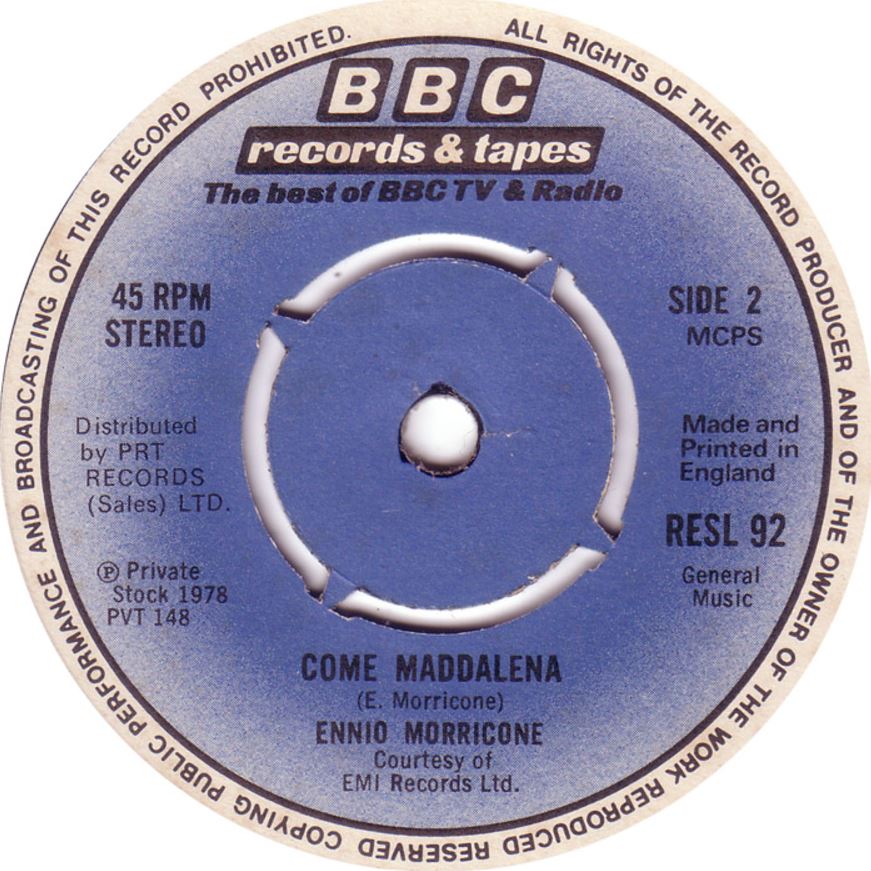 ALL RIGHTS OF THE RECORD PRODUCER AND OF THE OWNER OF THE WORK REPRODUCED RESERVED COPYING PUBLIC PERFORMANCE AND BROADCASTING OF THIS RECORD PROHIBITED.
BBC
records & tapes
The best of BBC TV & Radio
45 RPM
STEREO
SIDE 2
MCPS
Distributed
by PRT
RECORDS
(Sales) LTD.
Made and
Printed in
England
RESL 92
General
Music
℗ Private
Stock 1978
PVT 148
COME MADDALENA
(E. Morricone)
ENNIO MORRICONE
Courtesy of
EMI Records Ltd.